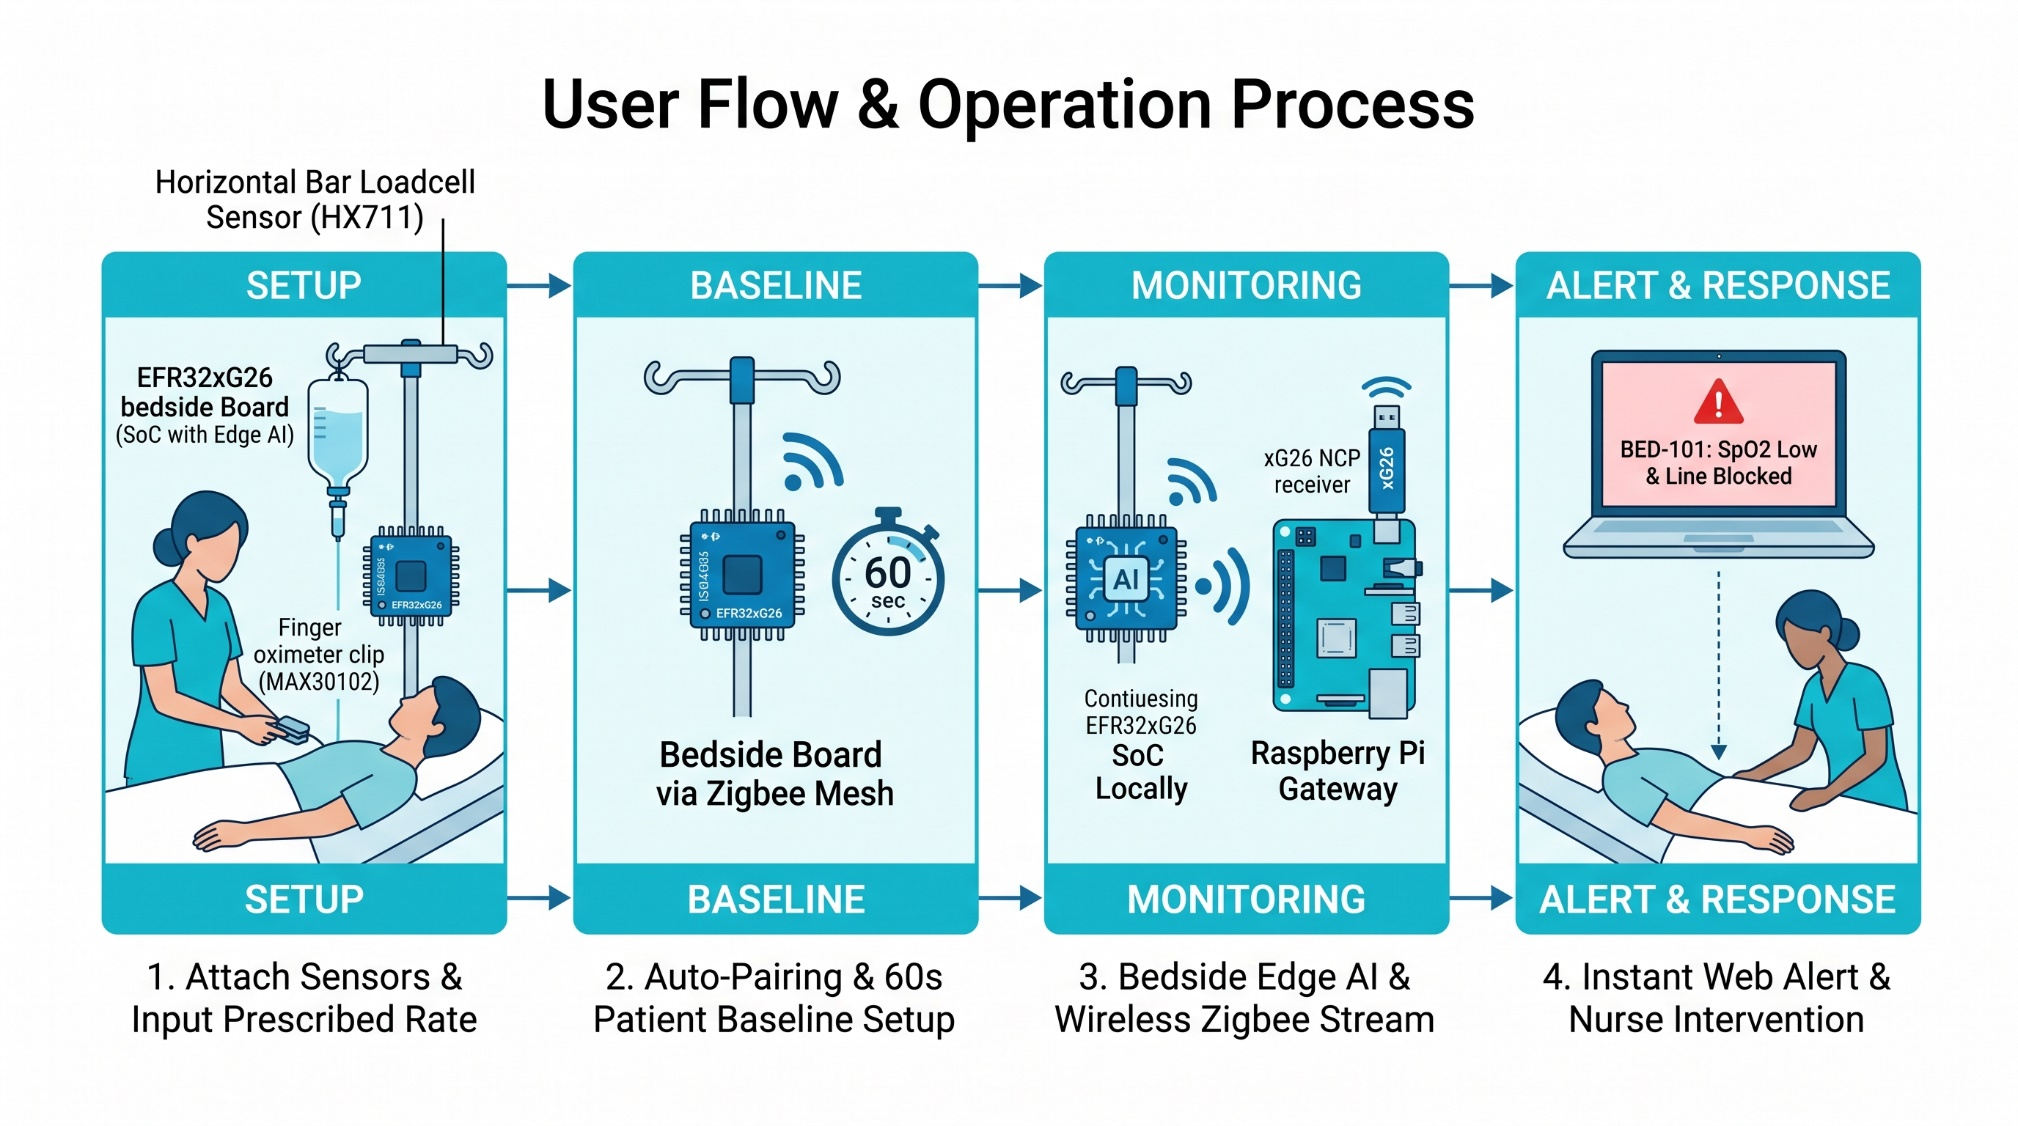 User Flow & Operation Process
Horizontal Bar Loadcell
Sensor (HX711)
SETUP
EFR32xG26
bedside Board
(SoC with Edge AI)
EFR32xG26
Finger
oximeter clip
(MAX30102)
SETUP
1. Attach Sensors &
Input Prescribed Rate
BASELINE
60
sec
EFR32xG26
Bedside Board
via Zigbee Mesh
BASELINE
2. Auto-Pairing & 60s
Patient Baseline Setup
MONITORING
xG26 NCP
receiver
xG26
AI
Contiuesing
EFR32xG26
SoC
Locally
Raspberry Pi
Gateway
MONITORING
3. Bedside Edge AI &
Wireless Zigbee Stream
ALERT & RESPONSE
BED-101: SpO2 Low
& Line Blocked
ALERT & RESPONSE
4. Instant Web Alert &
Nurse Intervention